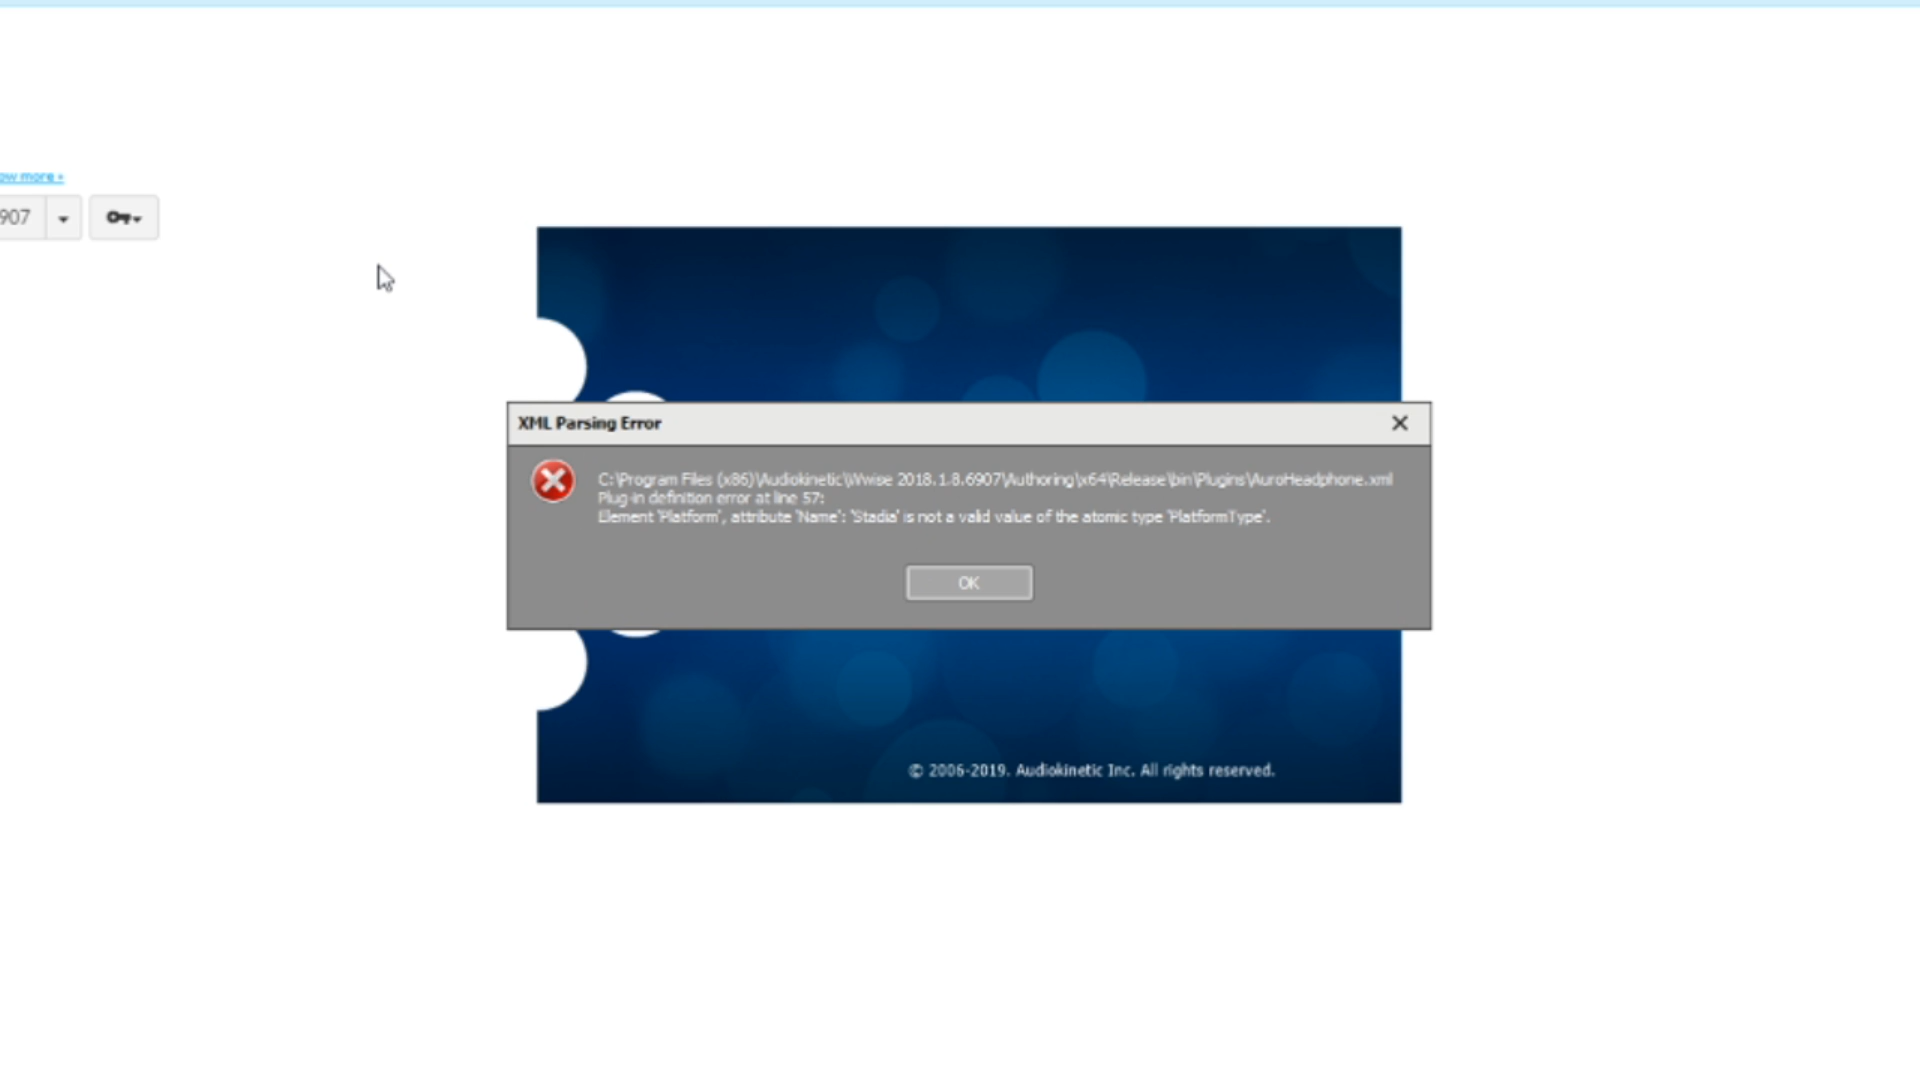 ow more +
907
XML Parsing Error
C:\Program Files (x86)\Audiokinetic\Wwise 2018.1.8.6907\Authoring\x64\Release\bin\Plugins\AuroHeadphone.xml
Plug-in definition error at line 57:
Element 'Platform', attribute 'Name': 'Stadia' is not a valid value of the atomic type 'PlatformType'.
OK
© 2006-2019. Audiokinetic Inc. All rights reserved.